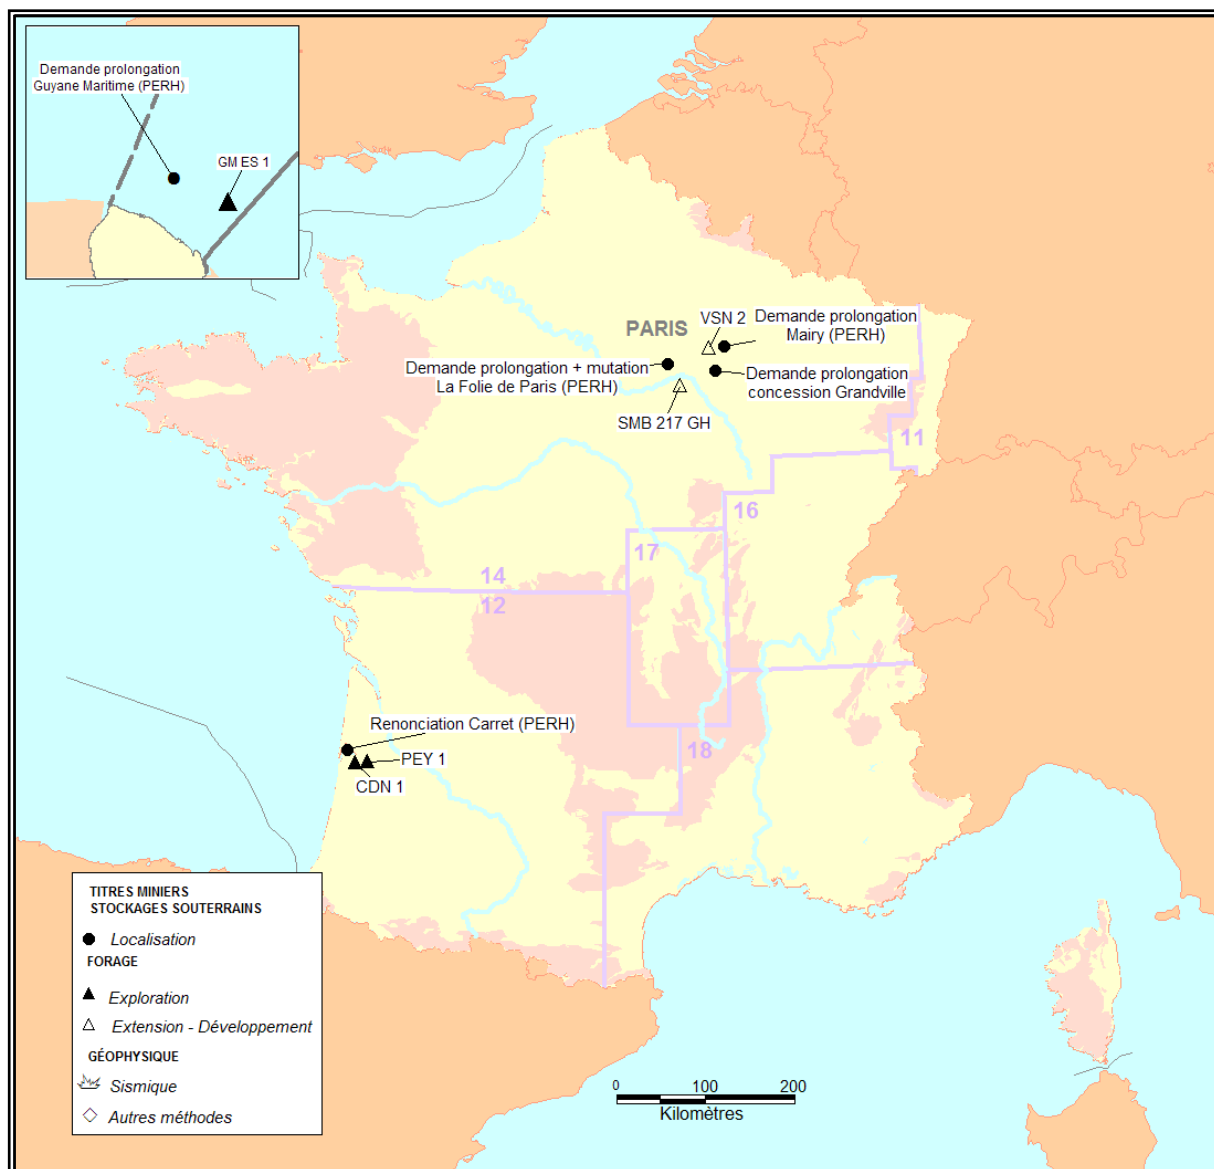 Demande prolongation
Guyane Maritime (PERH)
GM ES 1
PARIS
VSN 2
Demande prolongation
Mairy (PERH)
Demande prolongation + mutation
La Folie de Paris (PERH)
Demande prolongation
concession Grandville
SMB 217 GH
11
16
17
14
12
18
Renonciation Carret (PERH)
PEY 1
CDN 1
TITRES MINIERS
STOCKAGES SOUTERRAINS
Localisation
FORAGE
Exploration
Extension - Développement
GÉOPHYSIQUE
Sismique
Autres méthodes
0 100 200
Kilomètres